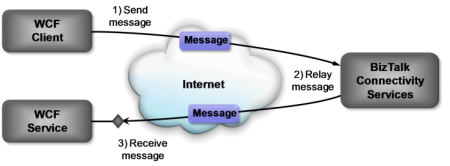 WCF
Client
1) Send
message
Message
BizTalk
Connectivity
Services
2) Relay
message
Internet
Message
WCF
Service
3) Receive
message